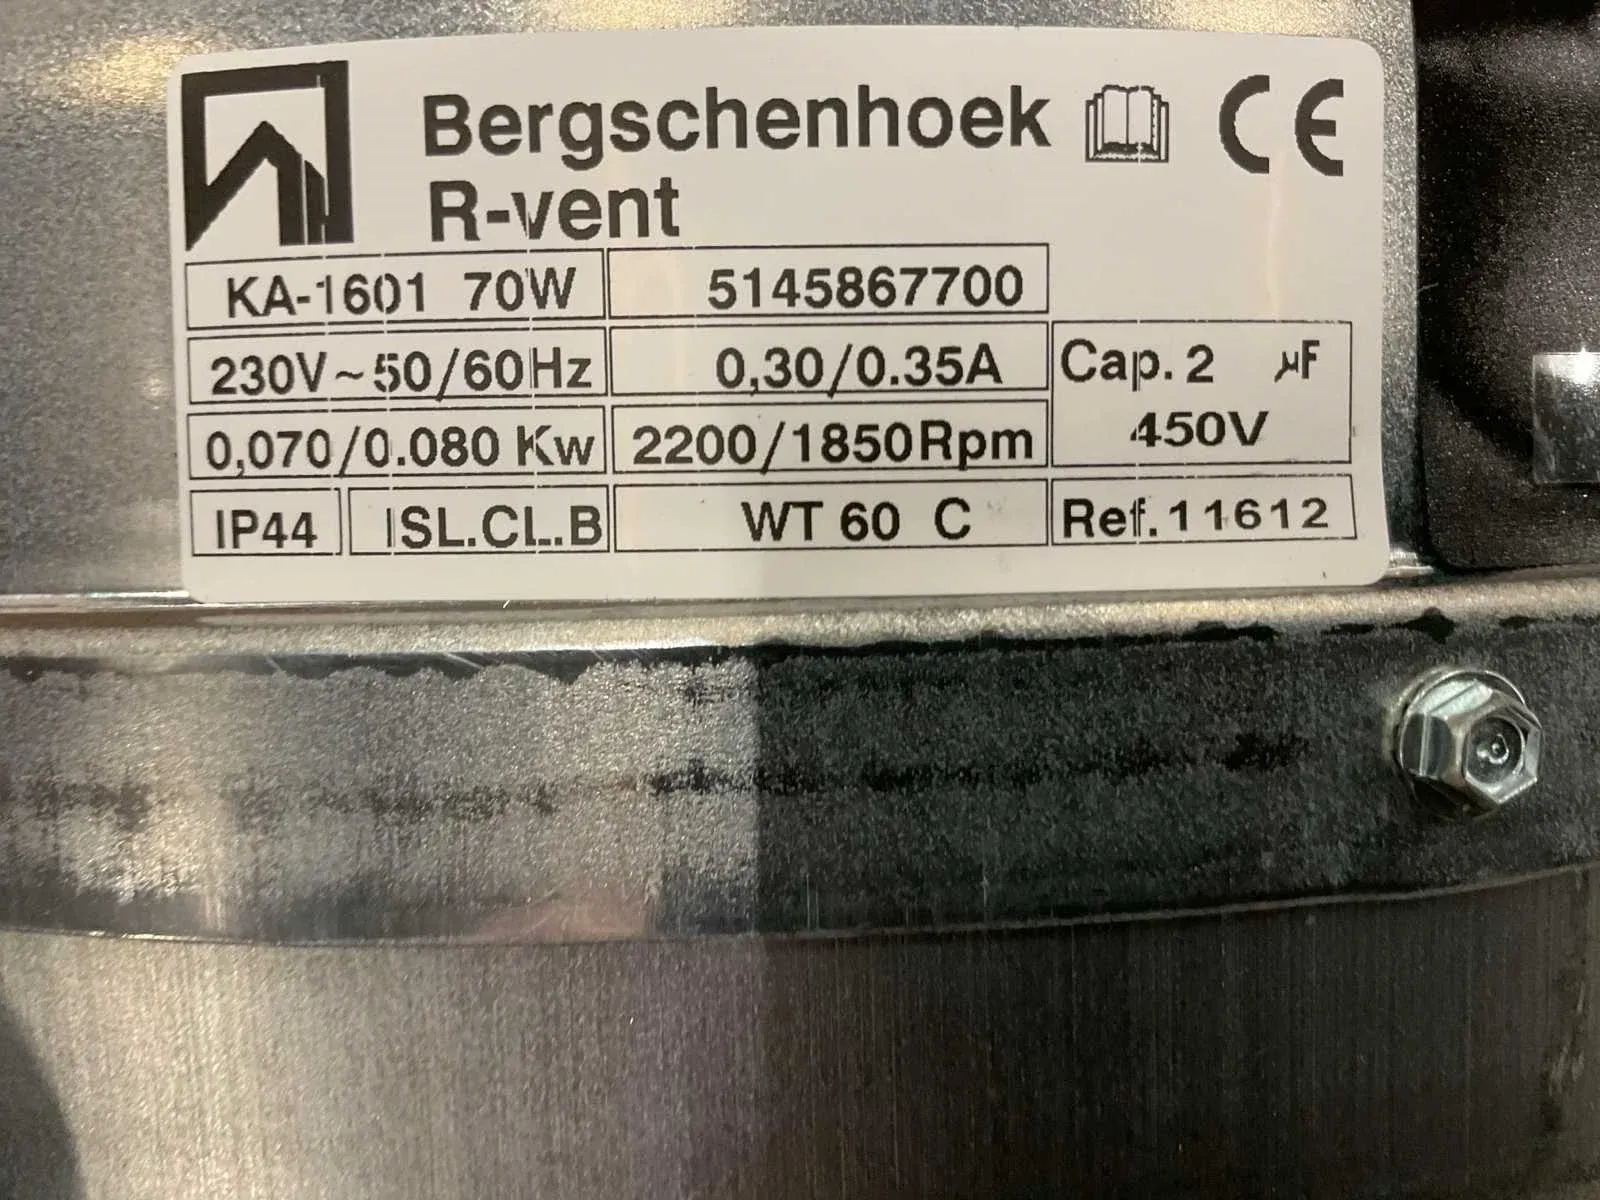 Bergschenhoek
R-vent
CE
KA-1601 70W 5145867700
230V~50/60Hz 0,30/0.35A Cap. 2 µF
0,070/0.080 Kw 2200/1850Rpm 450V
IP44 ISL.CL.B WT 60 C Ref. 11612